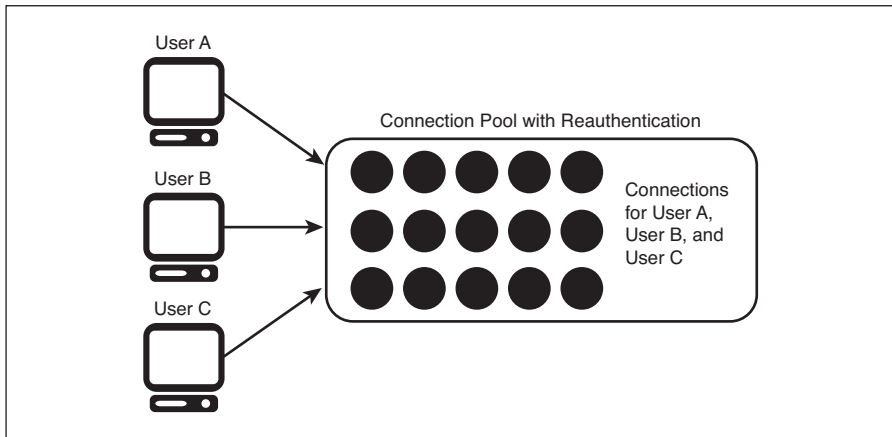 User A
Connection Pool with Reauthentication
User B
Connections
for User A,
User B, and
User C
User C